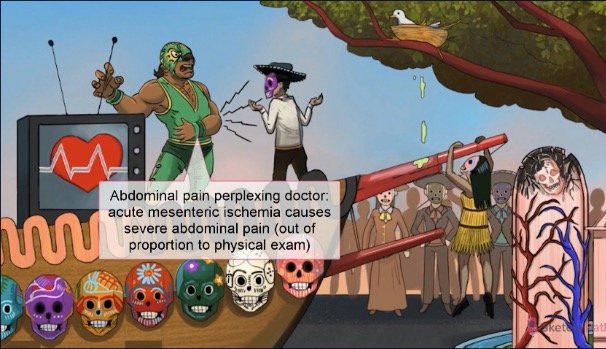 Abdominal pain perplexing doctor:
acute mesenteric ischemia causes
severe abdominal pain (out of
proportion to physical exam)